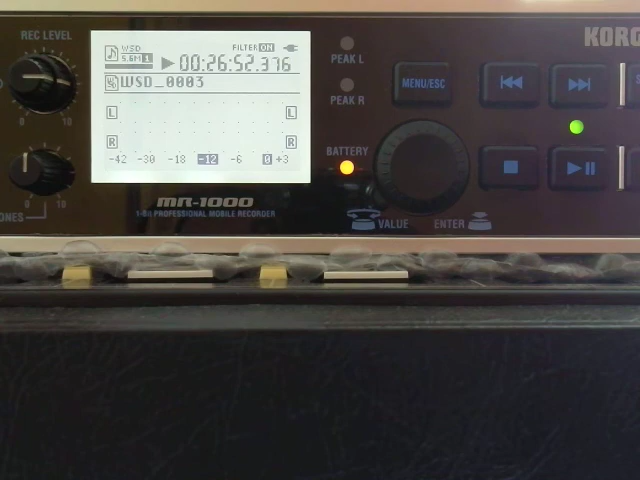 REC LEVEL
0 10
WSD
5.6M 1
FILTER ON
00:26:52.376
WSD_0003
L L
R R
-42 -30 -18 -12 -6 0 +3
0 10
PEAK L
PEAK R
BATTERY
MENU/ESC
KORG
MR-1000
1-Bit PROFESSIONAL MOBILE RECORDER
VALUE ENTER